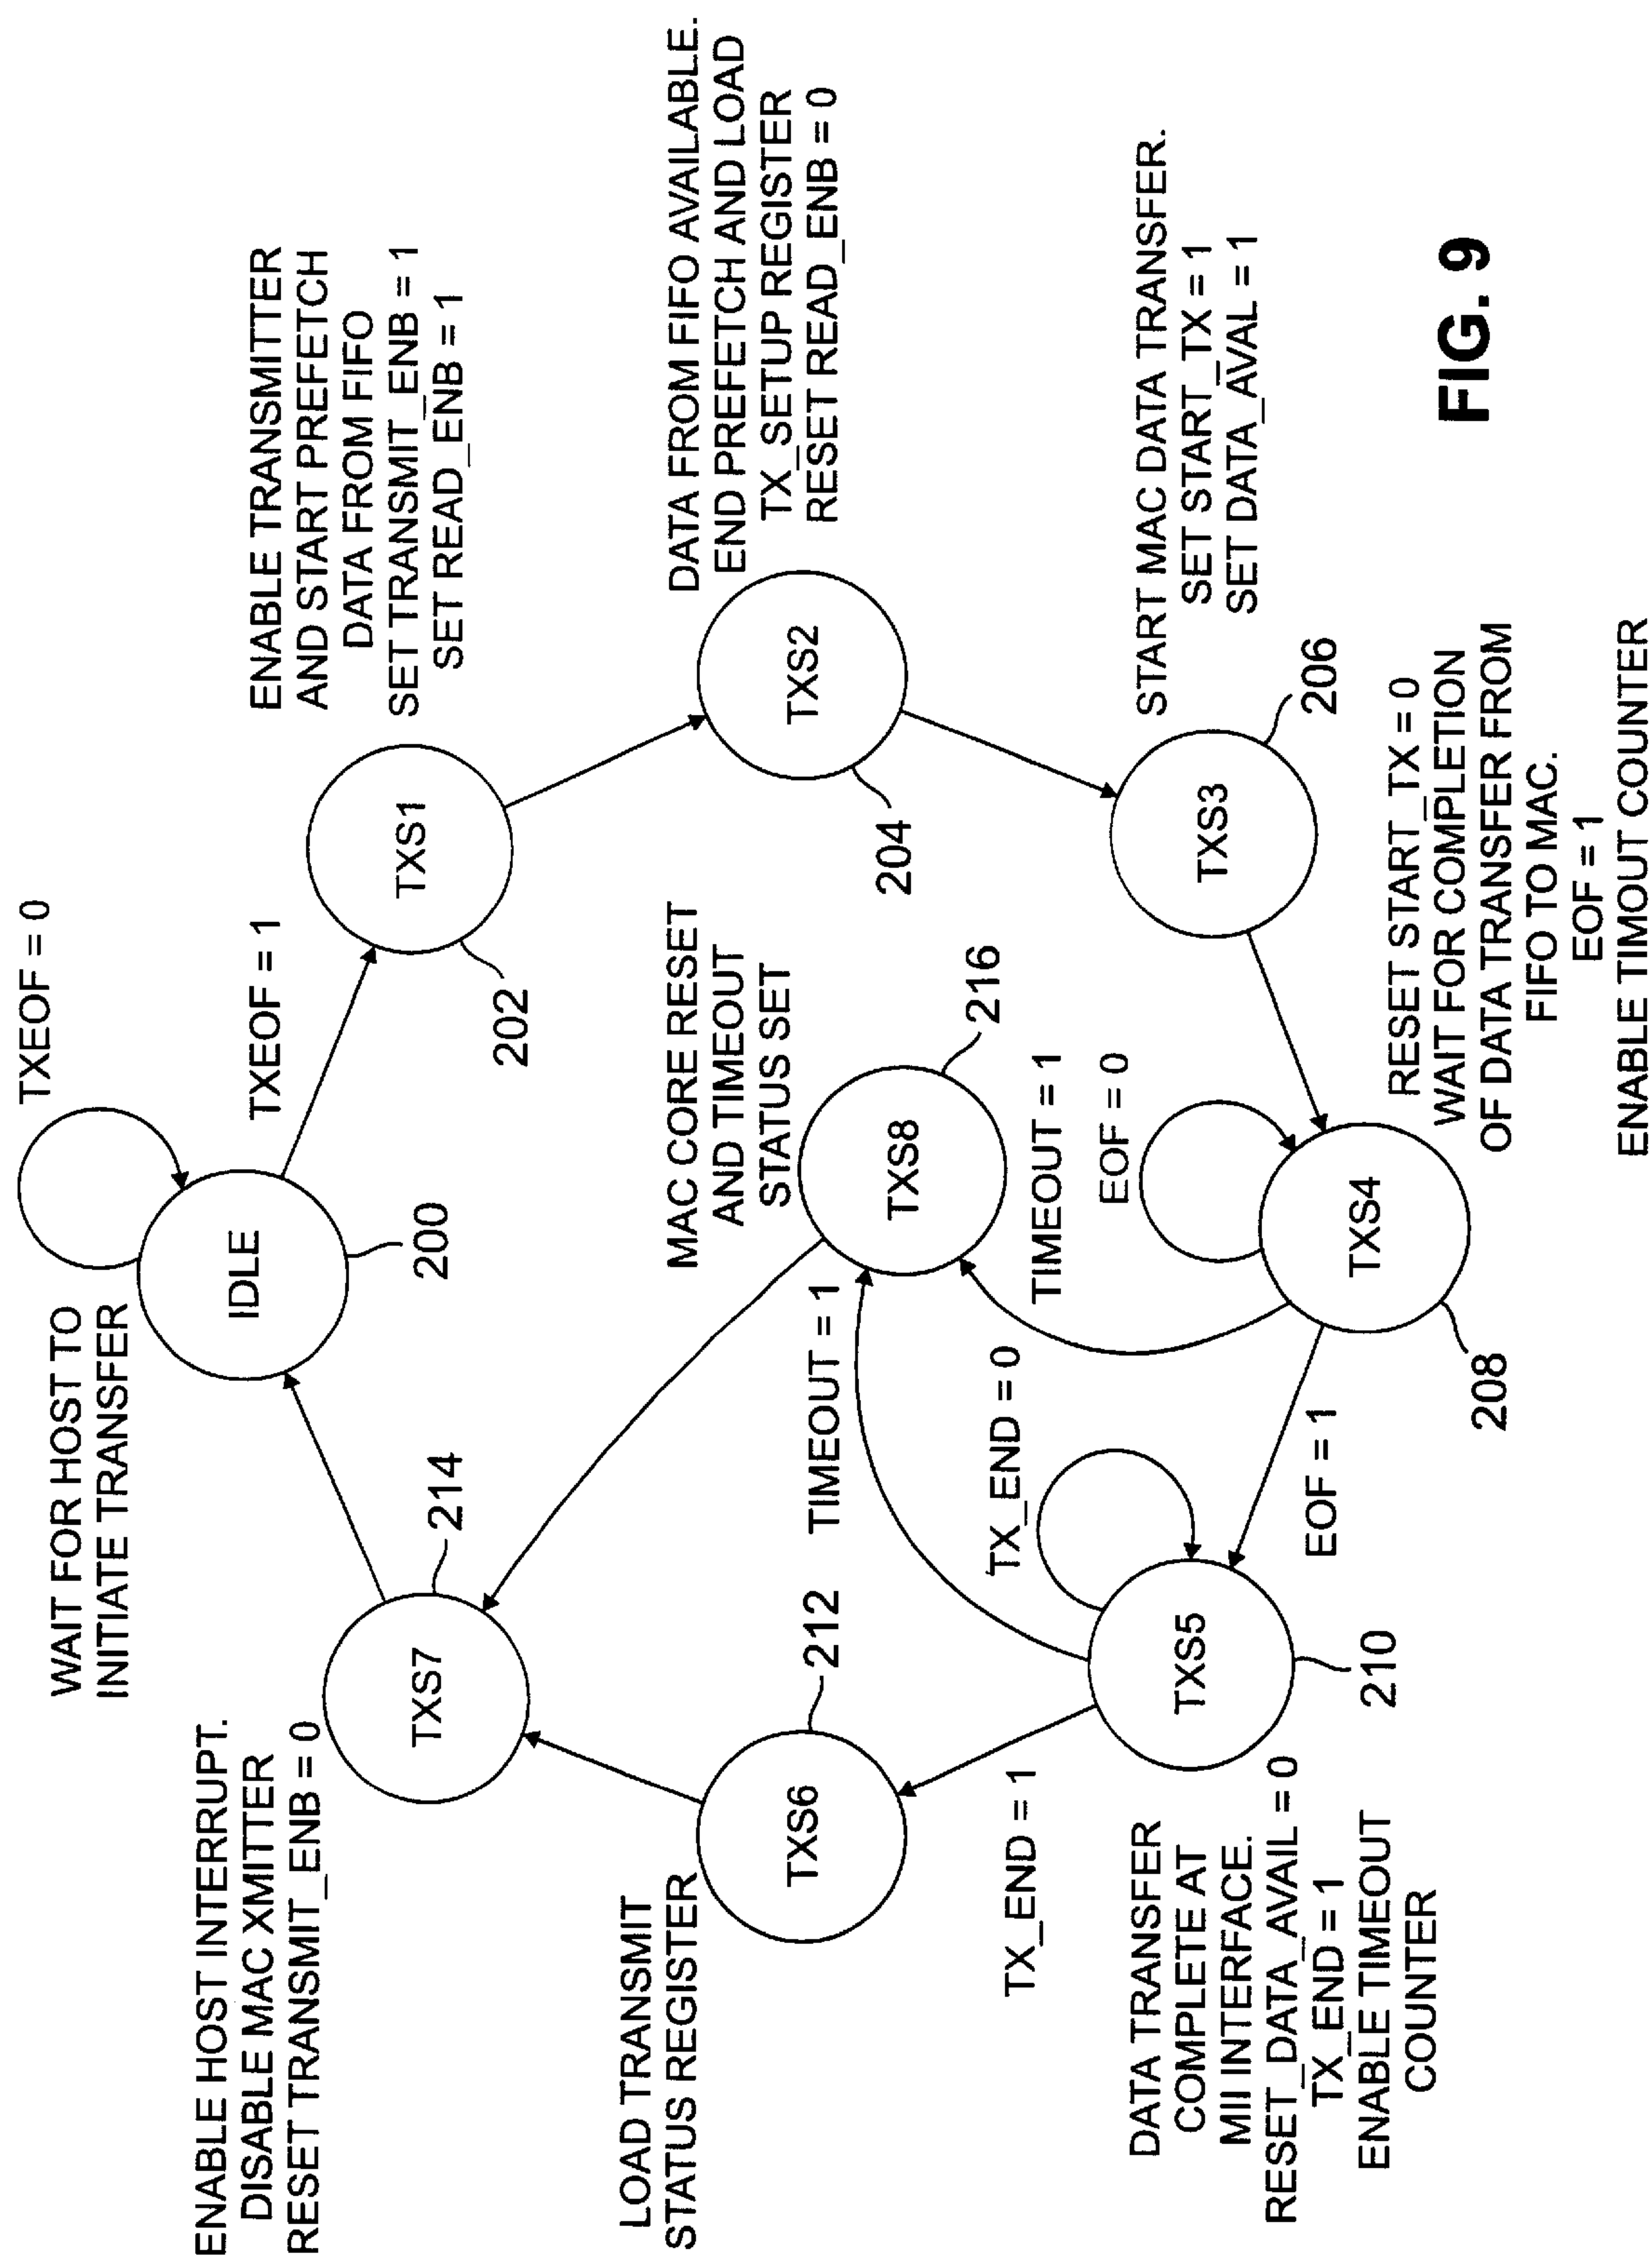 WAIT FOR HOST TO
INITIATE TRANSFER
TXEOF = 0
IDLE
200
TXEOF = 1
ENABLE TRANSMITTER
AND START PREFETCH
DATA FROM FIFO
SET TRANSMIT_ENB = 1
SET READ_ENB = 1
TXS1
202
DATA FROM FIFO AVAILABLE.
END PREFETCH AND LOAD
TX_SETUP REGISTER
RESET READ_ENB = 0
TXS2
204
START MAC DATA TRANSFER.
SET START_TX = 1
SET DATA_AVAL = 1
TXS3
206
RESET START_TX = 0
WAIT FOR COMPLETION
OF DATA TRANSFER FROM
FIFO TO MAC.
EOF = 1
ENABLE TIMOUT COUNTER
TXS4
208
EOF = 0
TIMEOUT = 1
EOF = 1
MAC CORE RESET
AND TIMEOUT
STATUS SET
TXS8
216
TIMEOUT = 1
TX_END = 0
TXS5
210
DATA TRANSFER
COMPLETE AT
MII INTERFACE.
RESET_DATA_AVAIL = 0
TX_END = 1
ENABLE TIMEOUT
COUNTER
TX_END = 1
LOAD TRANSMIT
STATUS REGISTER
TXS6
212
ENABLE HOST INTERRUPT.
DISABLE MAC XMITTER
RESET TRANSMIT_ENB = 0
TXS7
214
FIG. 9